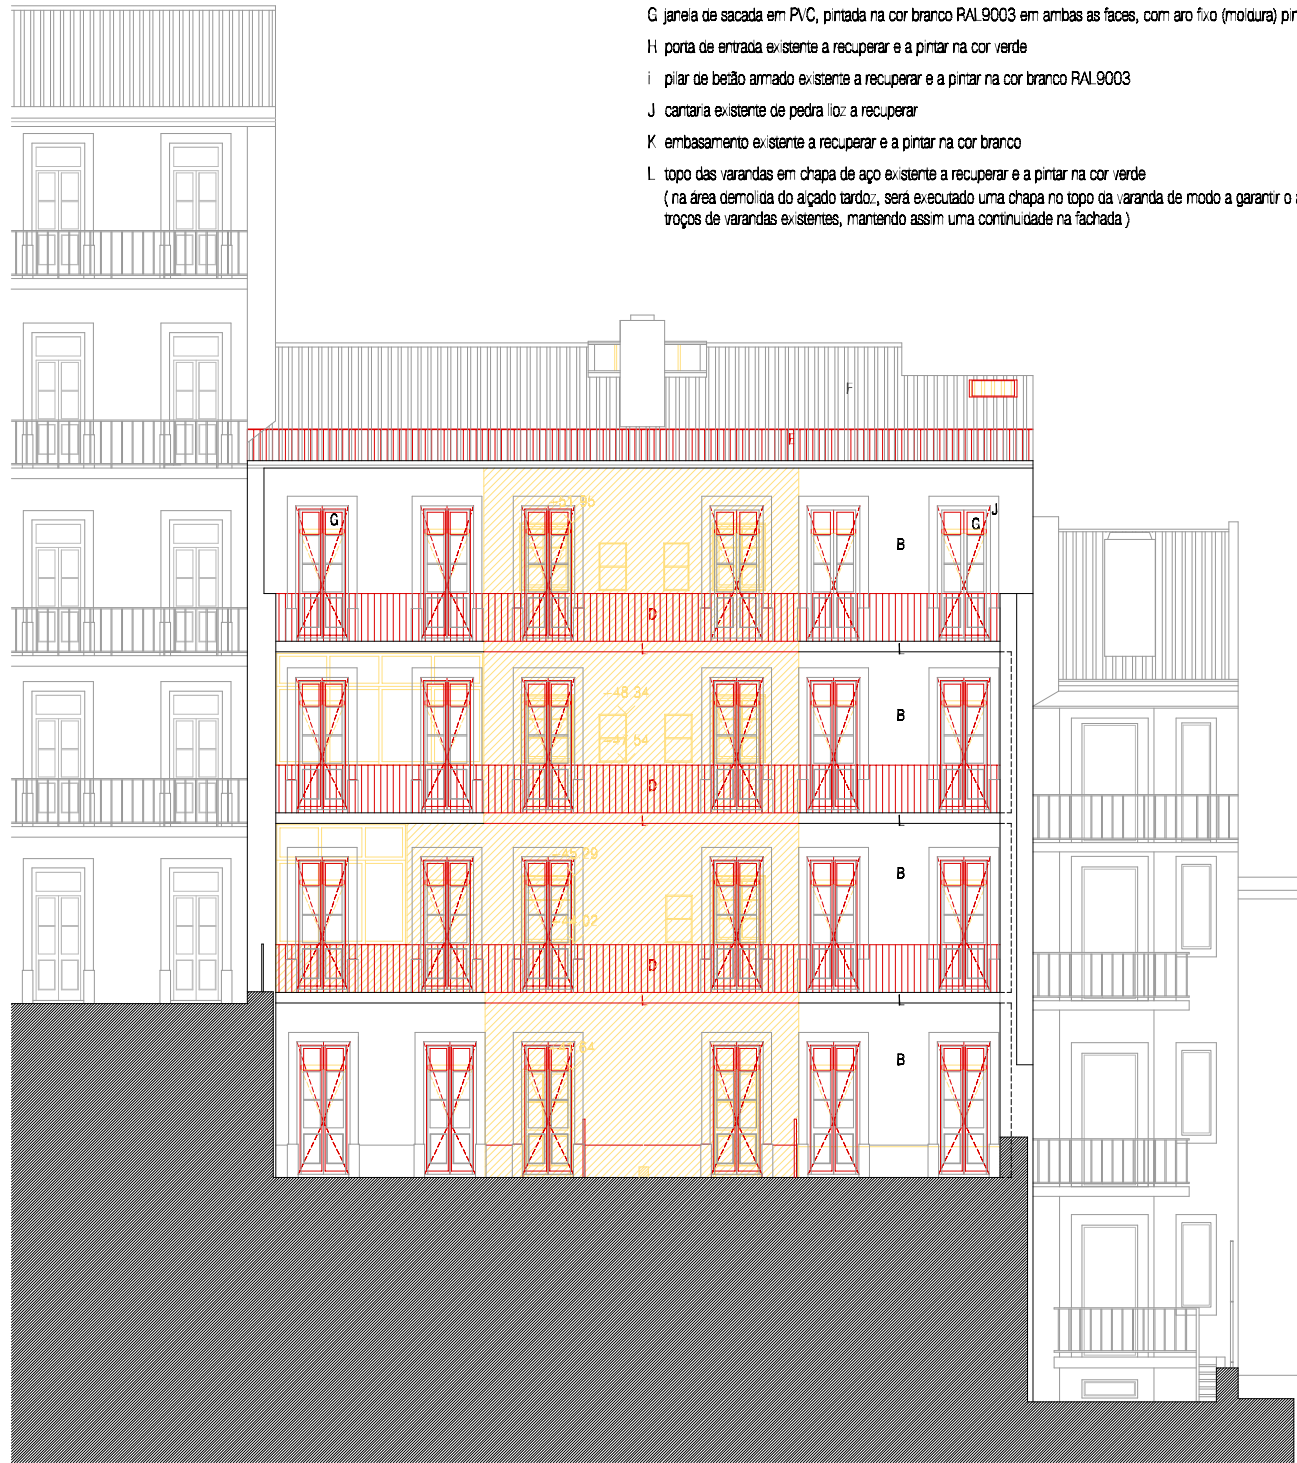 G janela de sacada em PVC, pintada na cor branco RAL9003 em ambas as faces, com aro fixo (moldura)
H porta de entrada existente a recuperar e a pintar na cor verde
i pilar de betão armado existente a recuperar e a pintar na cor branco RAL9003
J cantaria existente de pedra lioz a recuperar
K embasamento existente a recuperar e a pintar na cor branco
L topo das varandas em chapa de aço existente a recuperar e a pintar na cor verde
( na área demolida do alçado tardoz, será executado uma chapa no topo da varanda de modo a garantir o
troços de varandas existentes, mantendo assim uma continuidade na fachada )
F
E
G
J
G
B
D
L
L
48.34
B
D
L
L
45.29
B
D
L
L
B